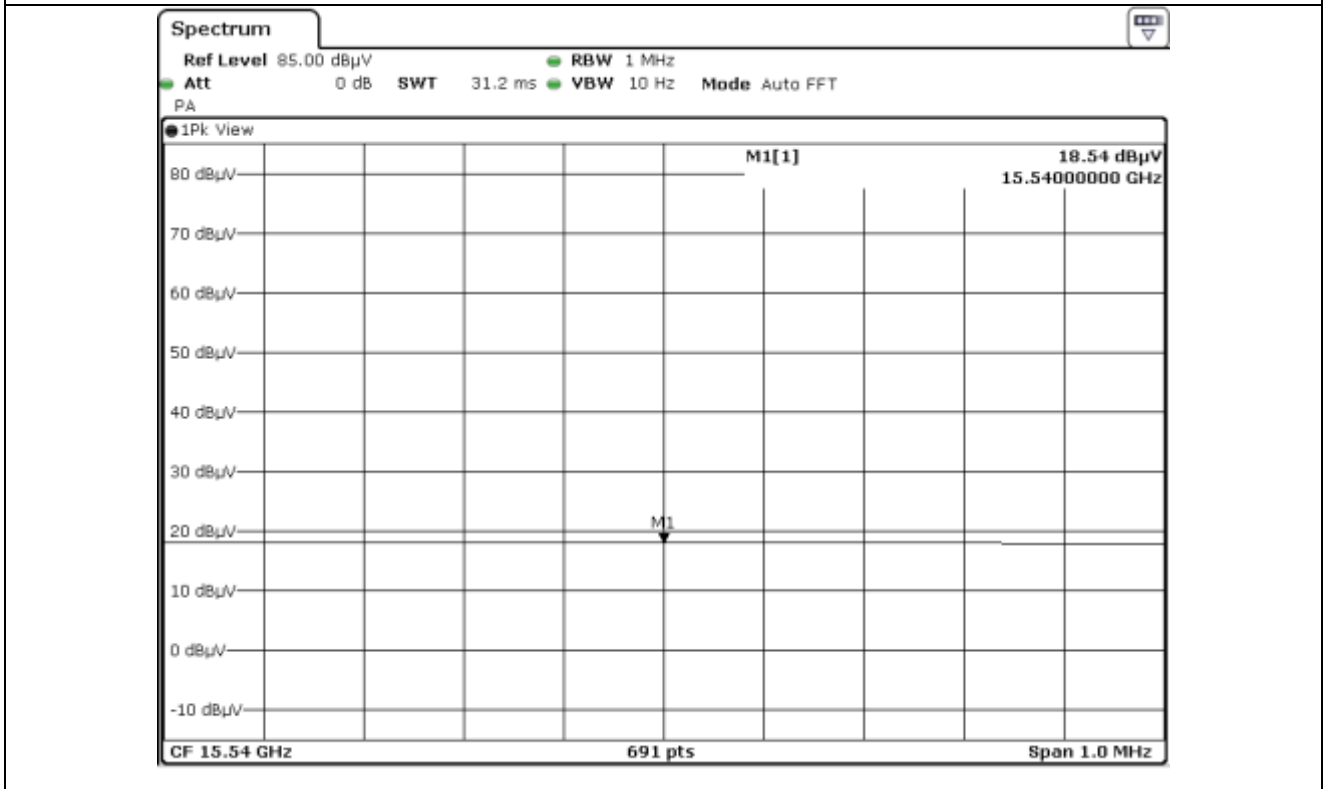 Spectrum
Ref Level 85.00 dBµV RBW 1 MHz
Att 0 dB SWT 31.2 ms VBW 10 Hz Mode Auto FFT
PA
1Pk View
M1[1] 18.54 dBµV
15.54000000 GHz
80 dBµV
70 dBµV
60 dBµV
50 dBµV
40 dBµV
30 dBµV
M1
20 dBµV
10 dBµV
0 dBµV
-10 dBµV
CF 15.54 GHz 691 pts Span 1.0 MHz